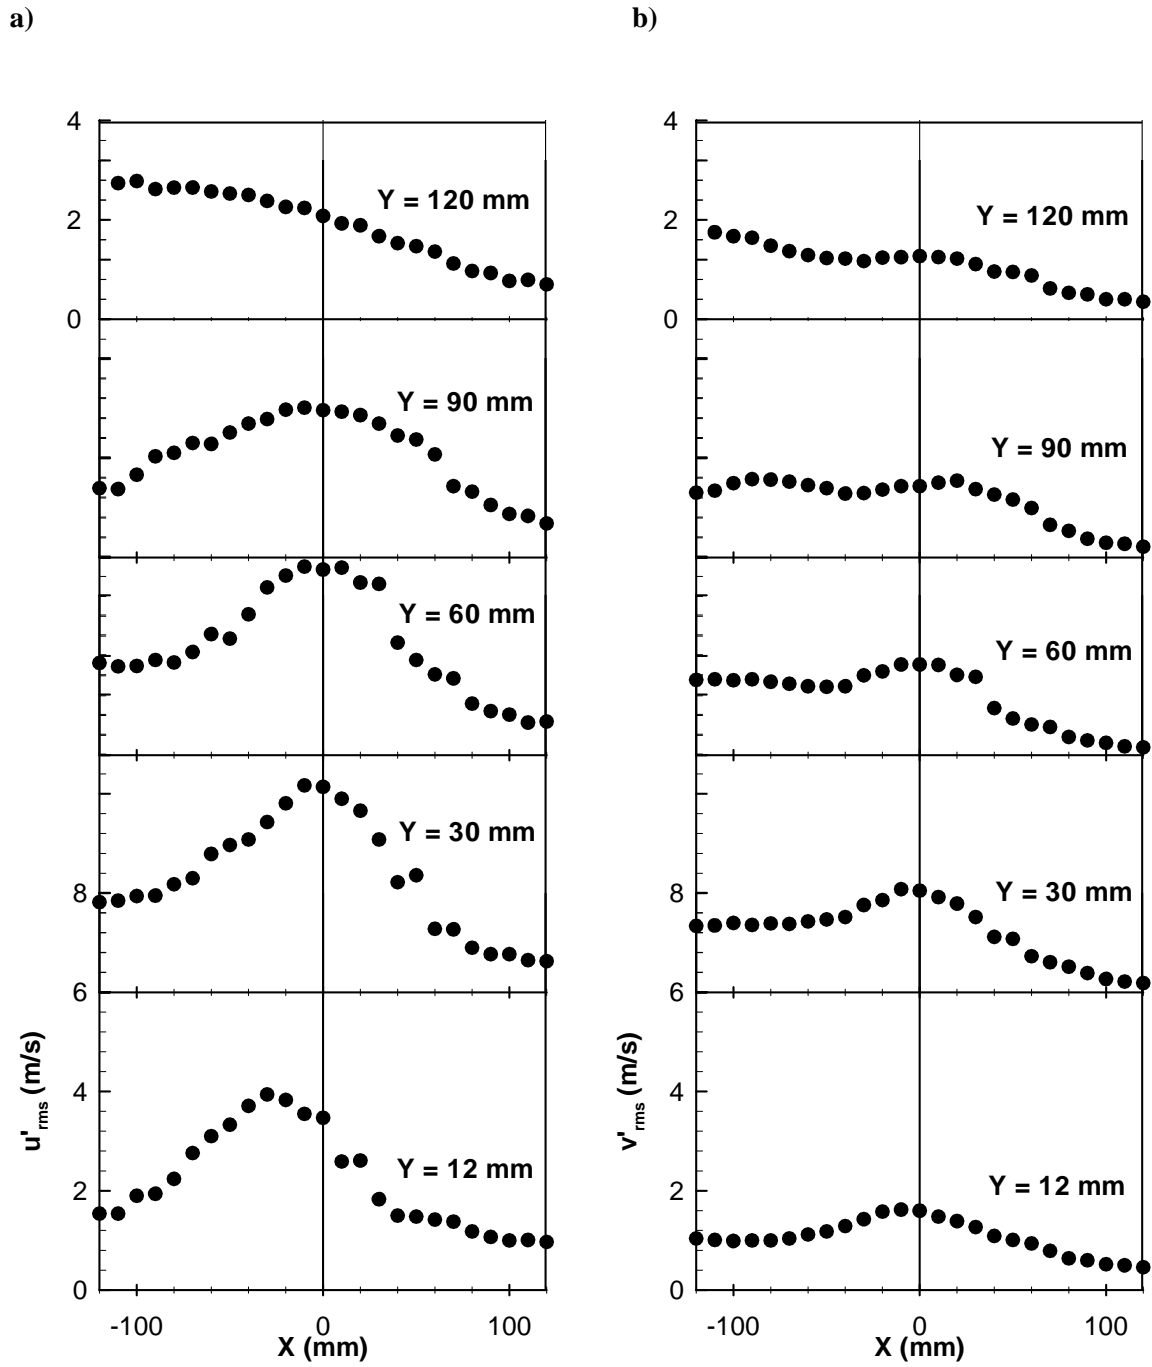 a)
b)
4
2
0
Y = 120 mm
Y = 90 mm
Y = 60 mm
Y = 30 mm
8
6
4
2
0
Y = 12 mm
u'rms (m/s)
-100 0 100
X (mm)
4
2
0
Y = 120 mm
Y = 90 mm
Y = 60 mm
Y = 30 mm
8
6
4
2
0
Y = 12 mm
v'rms (m/s)
-100 0 100
X (mm)